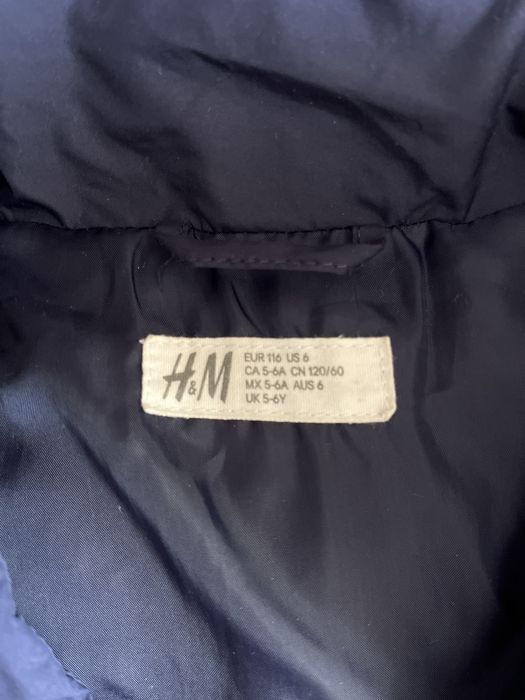 H&M
EUR 116 US 6
CA 5-6A CN 120/60
MX 5-6A AUS 6
UK 5-6Y